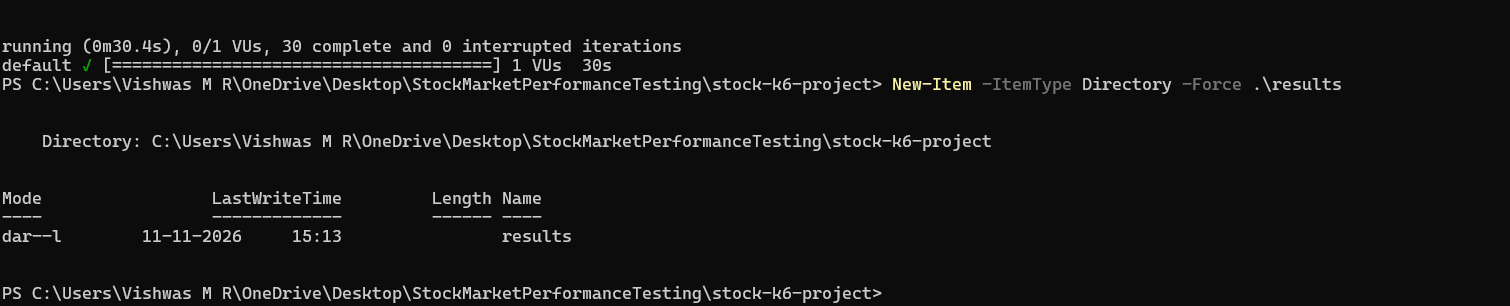 running (0m30.4s), 0/1 VUs, 30 complete and 0 interrupted iterations
default ✓ [======================================] 1 VUs  30s
PS C:\Users\Vishwas M R\OneDrive\Desktop\StockMarketPerformanceTesting\stock-k6-project> New-Item -ItemType Directory -Force .\results
Directory: C:\Users\Vishwas M R\OneDrive\Desktop\StockMarketPerformanceTesting\stock-k6-project
Mode                 LastWriteTime         Length Name
----                 -------------         ------ ----
dar--l        11-11-2026     15:13                results
PS C:\Users\Vishwas M R\OneDrive\Desktop\StockMarketPerformanceTesting\stock-k6-project>